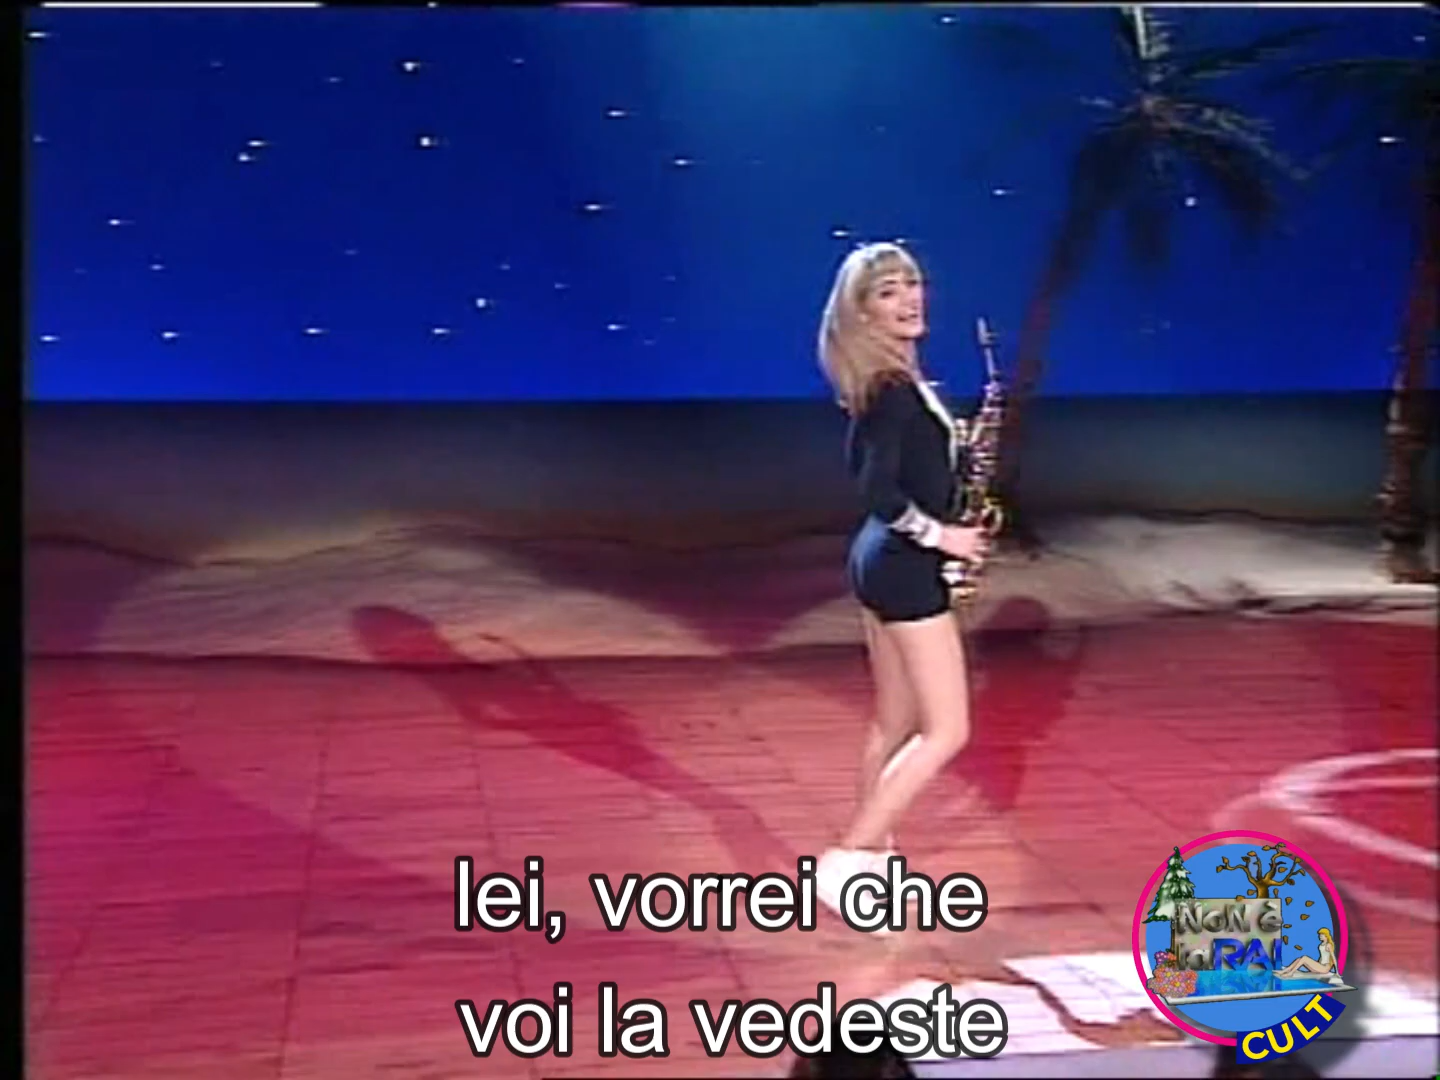 lei, vorrei che
voi la vedeste
NoN è
la RAI
CULT